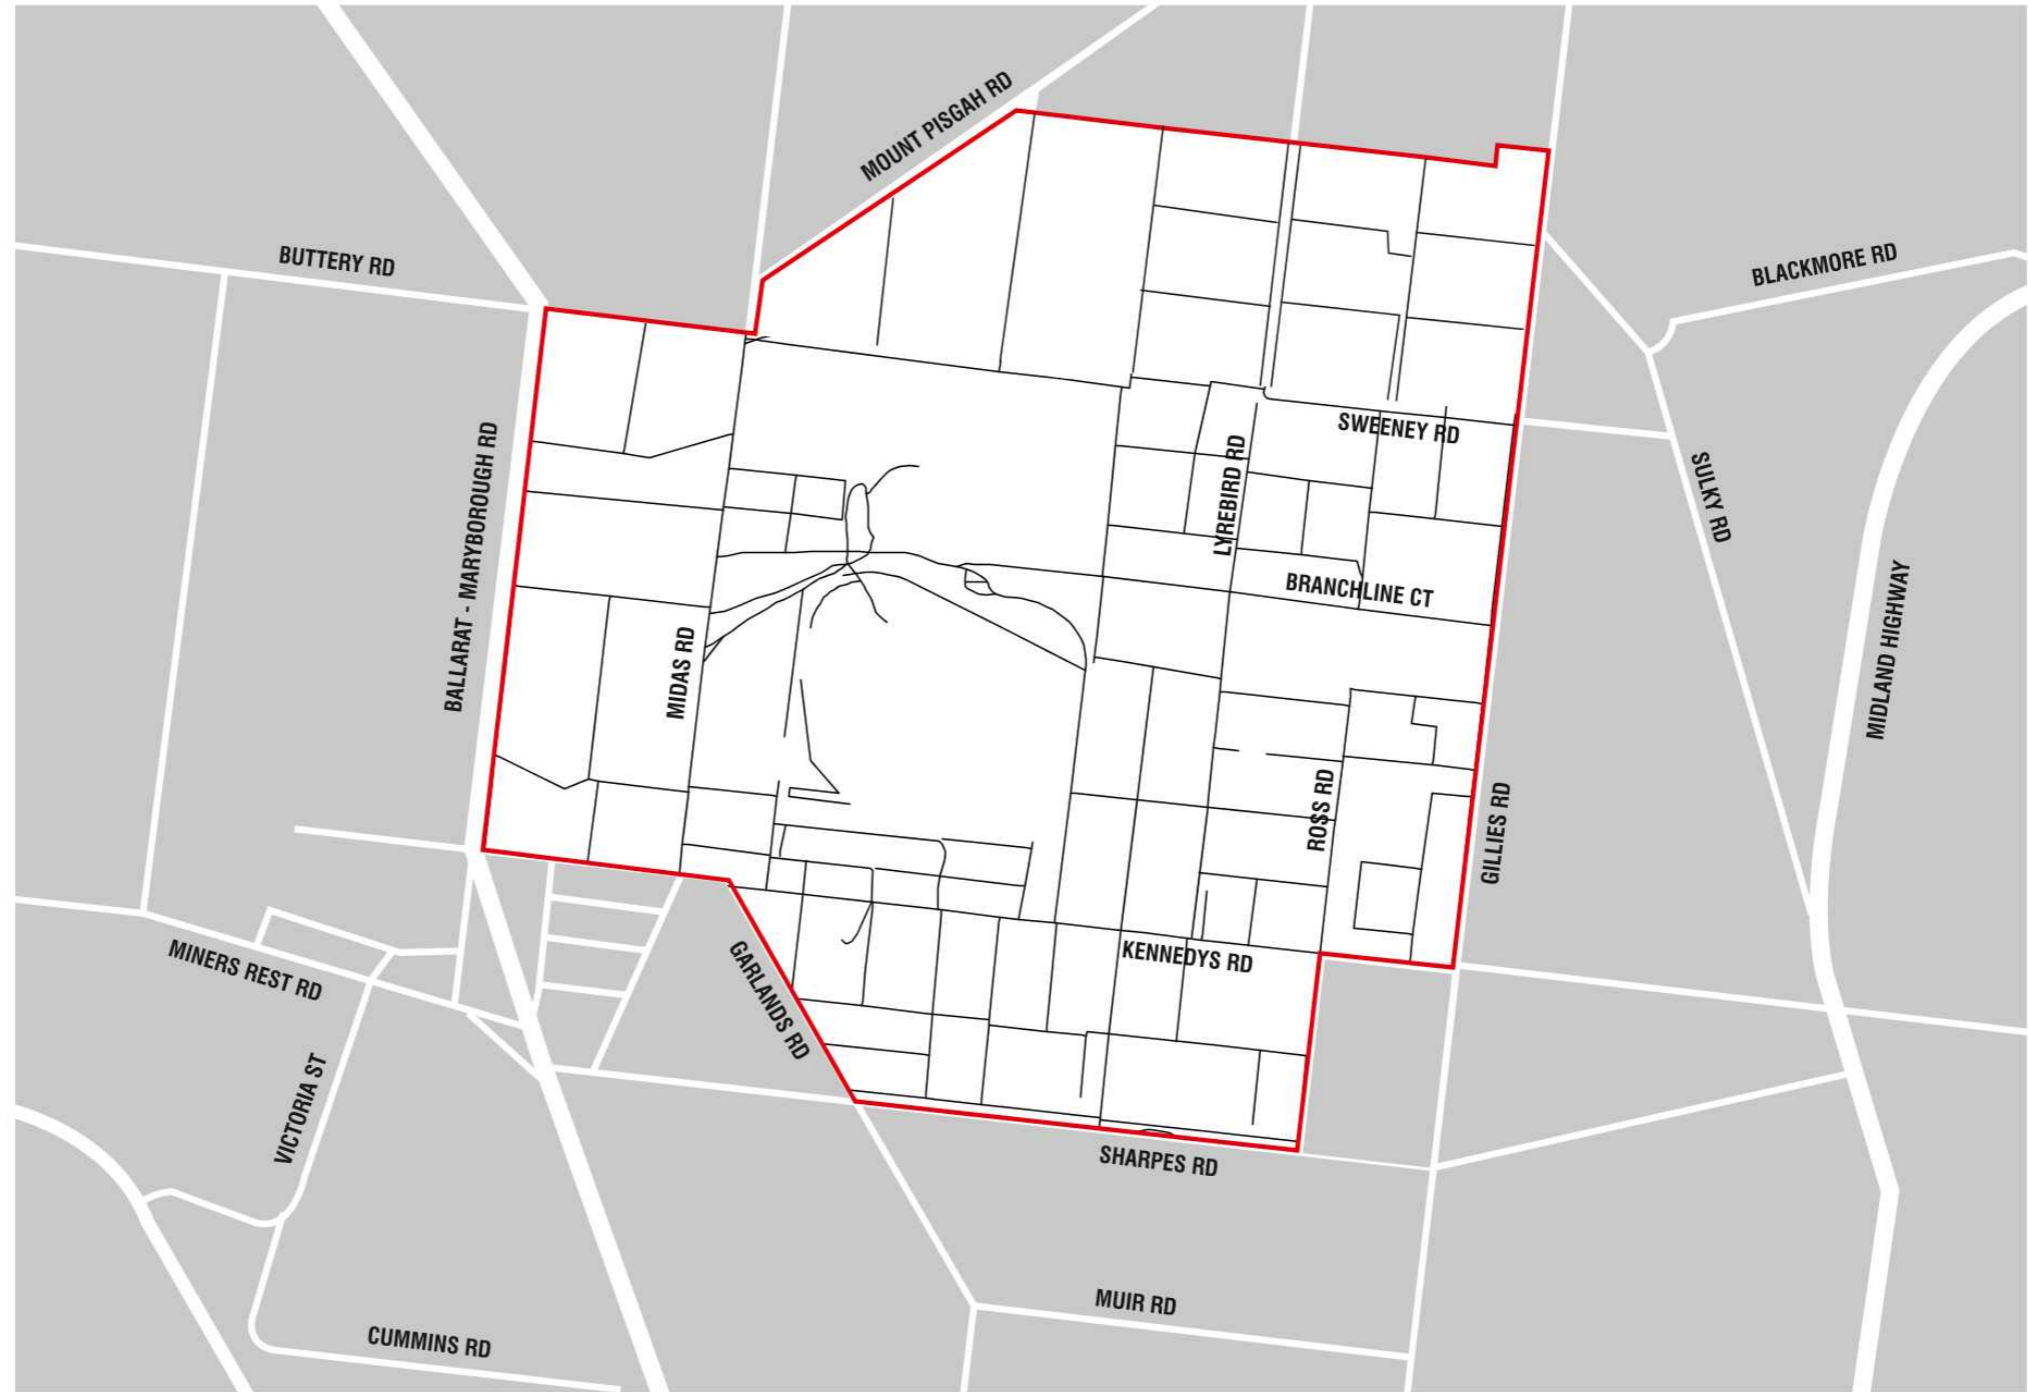 MOUNT PISGAH RD
BUTTERY RD
BLACKMORE RD
SWEENEY RD
LYREBIRD RD
SULKY RD
BALLARAT - MARYBOROUGH RD
BRANCHLINE CT
MIDAS RD
MIDLAND HIGHWAY
ROSS RD
GILLIES RD
KENNEDYS RD
MINERS REST RD
GARLANDS RD
VICTORIA ST
SHARPES RD
MUIR RD
CUMMINS RD